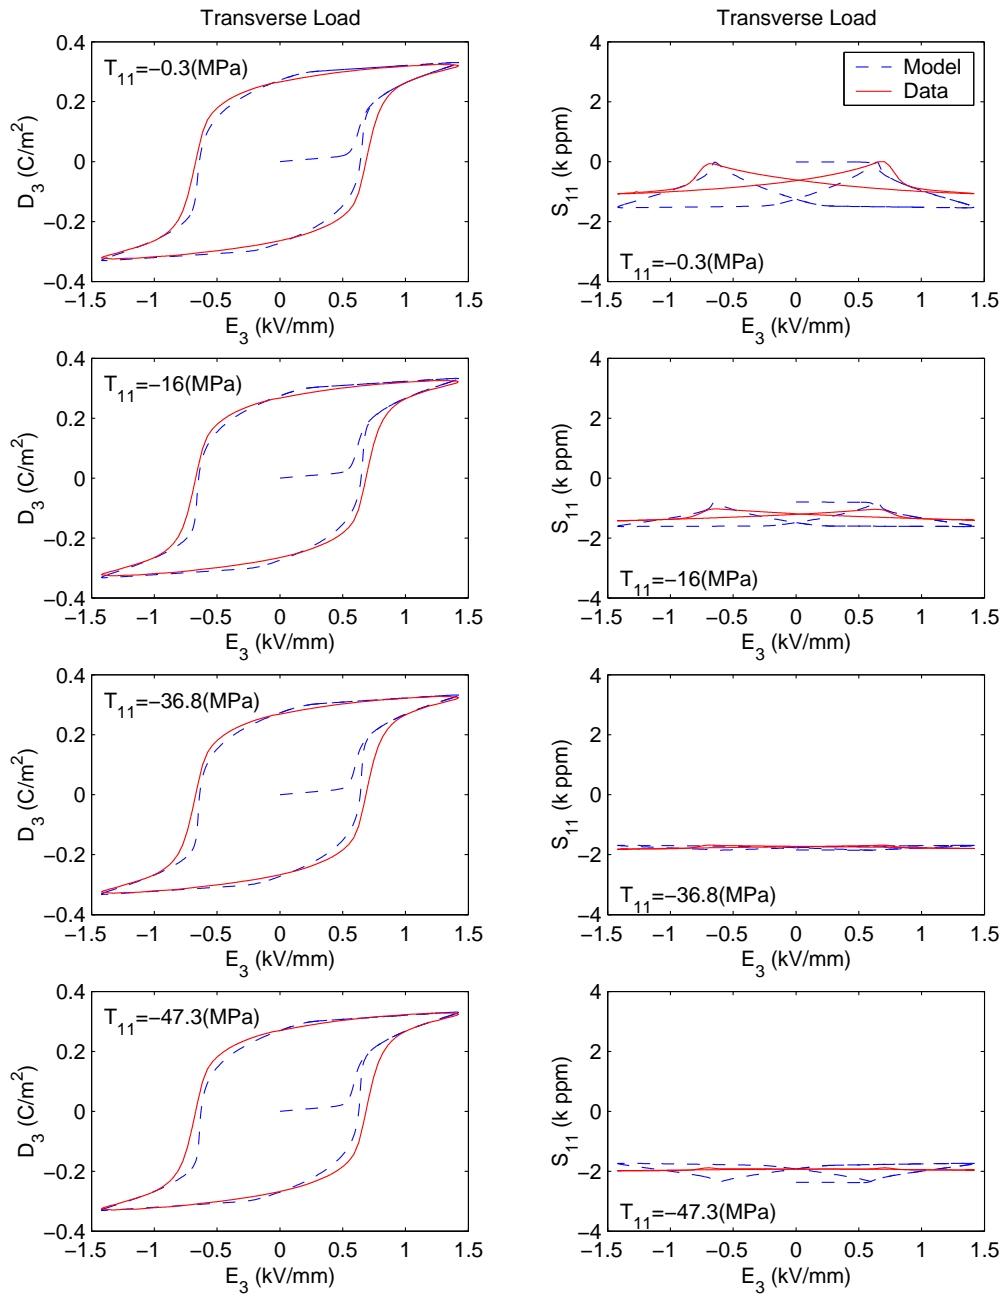 Transverse Load
0.4
0.2
0
−0.2
−0.4
D3 (C/m2)
T11=−0.3(MPa)
−1.5 −1 −0.5 0 0.5 1 1.5
E3 (kV/mm)
Transverse Load
4
2
0
−2
−4
S11 (k ppm)
Model
Data
T11=−0.3(MPa)
−1.5 −1 −0.5 0 0.5 1 1.5
E3 (kV/mm)
0.4
0.2
0
−0.2
−0.4
D3 (C/m2)
T11=−16(MPa)
−1.5 −1 −0.5 0 0.5 1 1.5
E3 (kV/mm)
4
2
0
−2
−4
S11 (k ppm)
T11=−16(MPa)
−1.5 −1 −0.5 0 0.5 1 1.5
E3 (kV/mm)
0.4
0.2
0
−0.2
−0.4
D3 (C/m2)
T11=−36.8(MPa)
−1.5 −1 −0.5 0 0.5 1 1.5
E3 (kV/mm)
4
2
0
−2
−4
S11 (k ppm)
T11=−36.8(MPa)
−1.5 −1 −0.5 0 0.5 1 1.5
E3 (kV/mm)
0.4
0.2
0
−0.2
−0.4
D3 (C/m2)
T11=−47.3(MPa)
−1.5 −1 −0.5 0 0.5 1 1.5
E3 (kV/mm)
4
2
0
−2
−4
S11 (k ppm)
T11=−47.3(MPa)
−1.5 −1 −0.5 0 0.5 1 1.5
E3 (kV/mm)